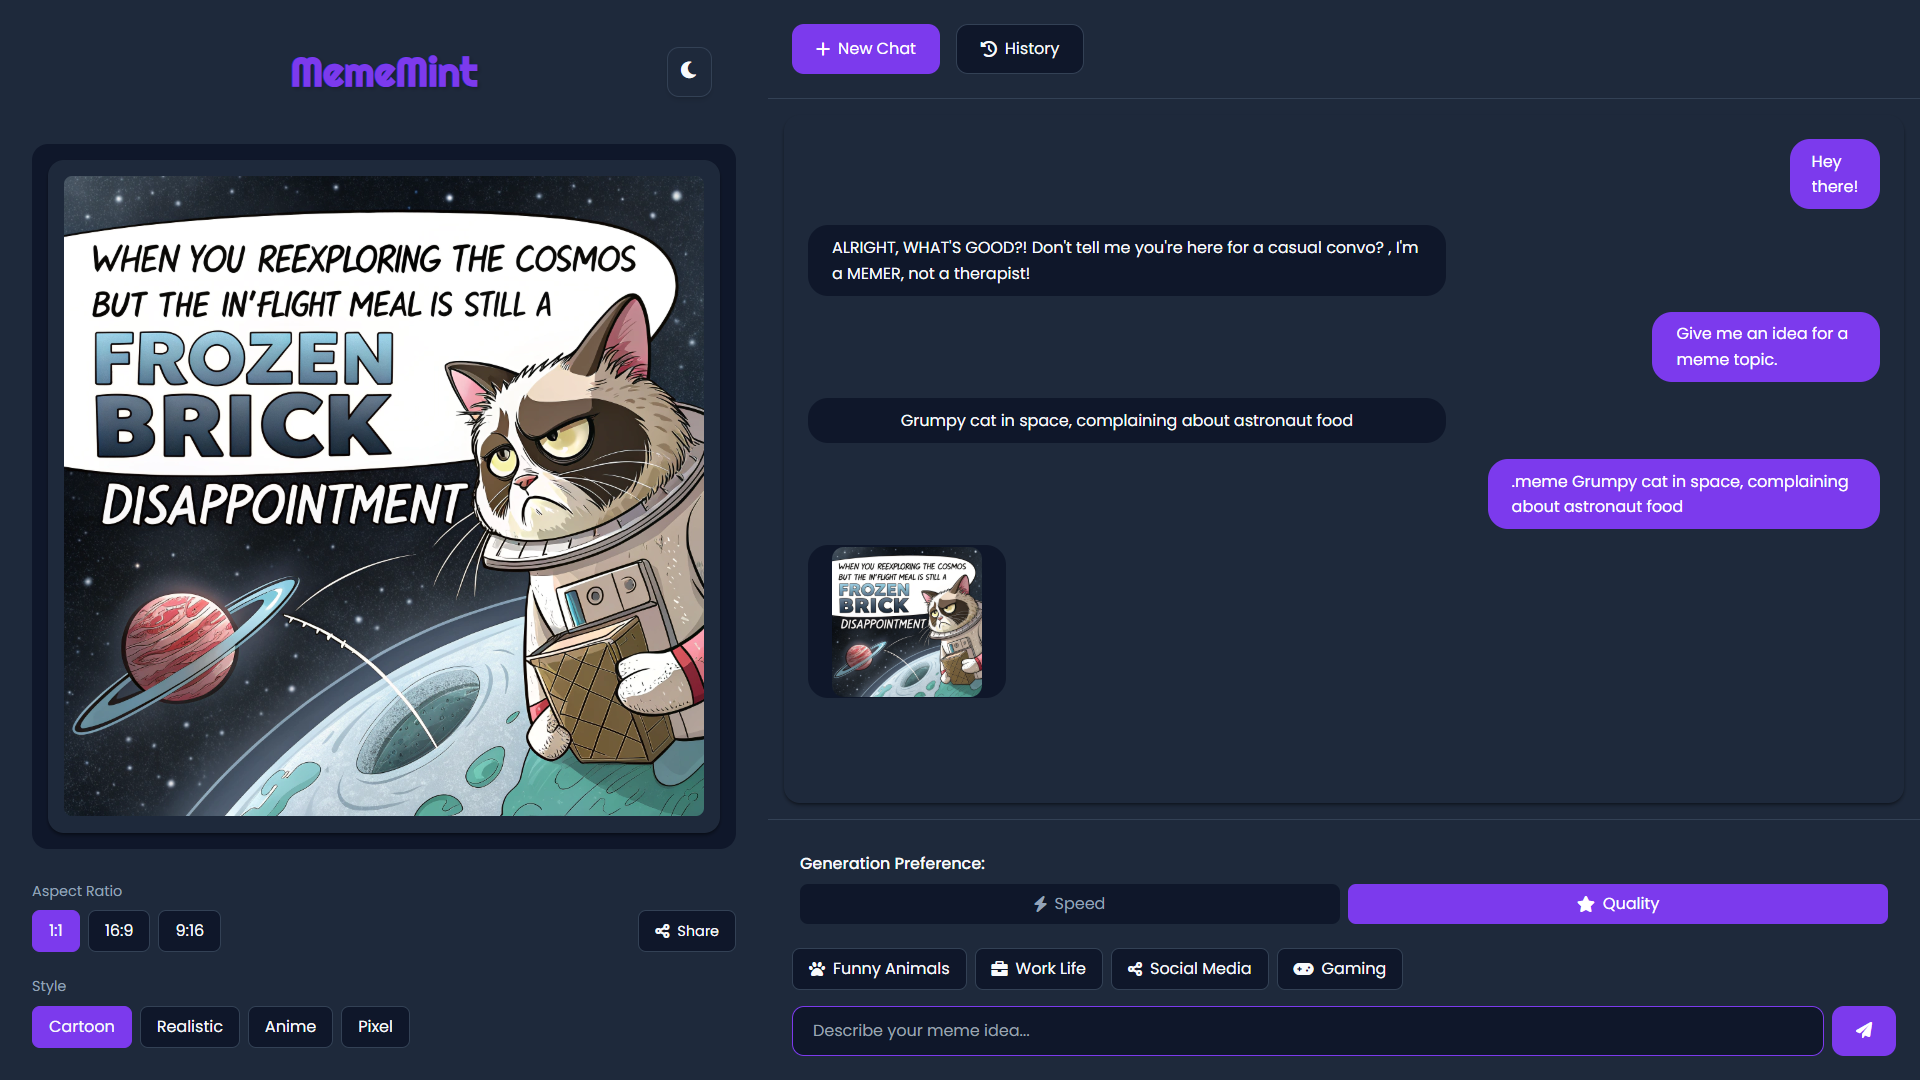 MemeMint
WHEN YOU REEXPLORING THE COSMOS
BUT THE IN'FLIGHT MEAL IS STILL A
FROZEN
BRICK
DISAPPOINTMENT
Aspect Ratio
1:1
16:9
9:16
Share
Style
Cartoon
Realistic
Anime
Pixel
New Chat
History
Hey
there!
ALRIGHT, WHAT'S GOOD?! Don't tell me you're here for a casual convo? , I'm
a MEMER, not a therapist!
Give me an idea for a
meme topic.
Grumpy cat in space, complaining about astronaut food
.meme Grumpy cat in space, complaining
about astronaut food
WHEN YOU REEXPLORING THE COSMOS
BUT THE IN'FLIGHT MEAL IS STILL A
FROZEN
BRICK
DISAPPOINTMENT
Generation Preference:
Speed
Quality
Funny Animals
Work Life
Social Media
Gaming
Describe your meme idea...